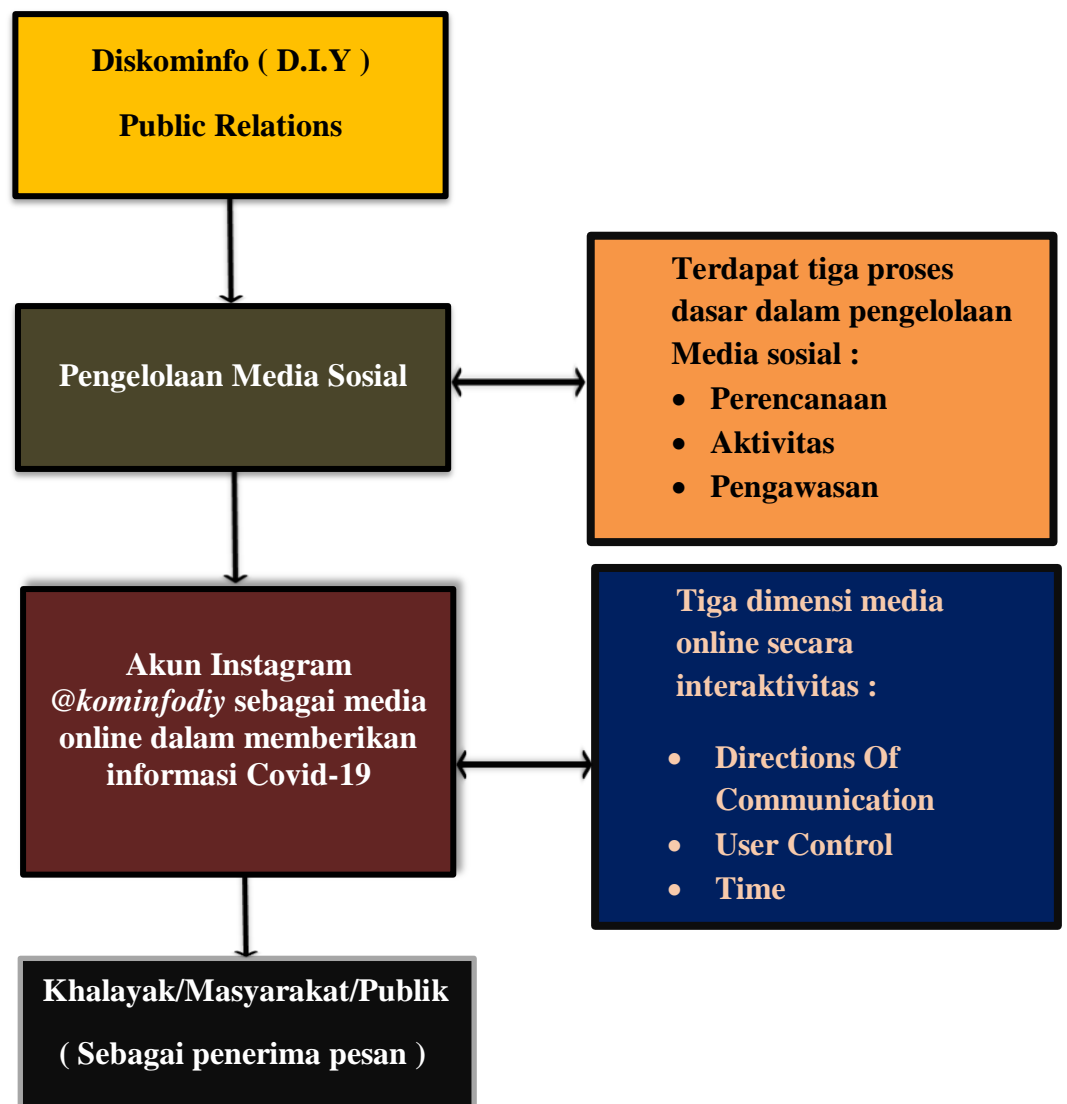 Diskominfo ( D.I.Y )
Public Relations
Pengelolaan Media Sosial
Terdapat tiga proses
dasar dalam pengelolaan
Media sosial :
• Perencanaan
• Aktivitas
• Pengawasan
Akun Instagram
@kominfodiy sebagai media
online dalam memberikan
informasi Covid-19
Tiga dimensi media
online secara
interaktivitas :
• Directions Of
Communication
• User Control
• Time
Khalayak/Masyarakat/Publik
( Sebagai penerima pesan )